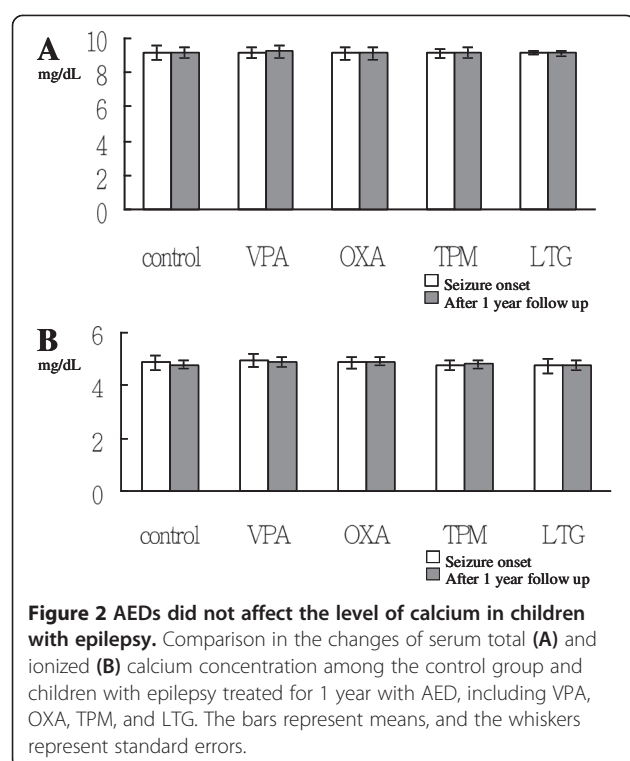 A
mg/dL
10
8
6
4
2
0
control VPA OXA TPM LTG
Seizure onset
After 1 year follow up
B
mg/dL
6
4
2
0
control VPA OXA TPM LTG
Seizure onset
After 1 year follow up
Figure 2 AEDs did not affect the level of calcium in children
with epilepsy. Comparison in the changes of serum total (A) and
ionized (B) calcium concentration among the control group and
children with epilepsy treated for 1 year with AED, including VPA,
OXA, TPM, and LTG. The bars represent means, and the whiskers
represent standard errors.